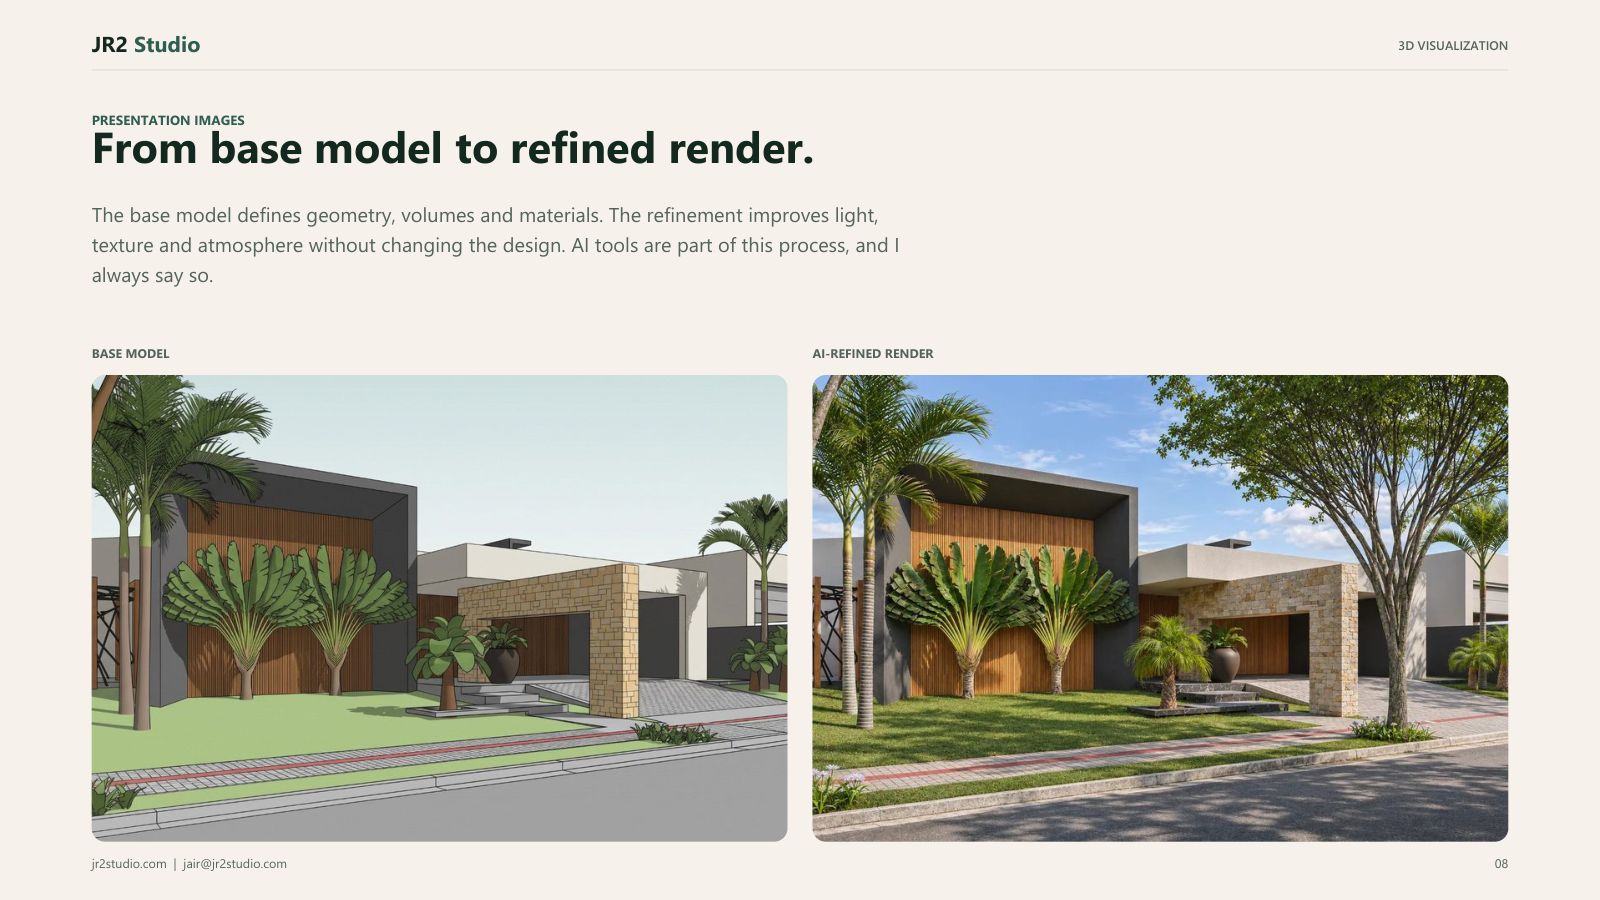 JR2 Studio
3D VISUALIZATION
PRESENTATION IMAGES
From base model to refined render.
The base model defines geometry, volumes and materials. The refinement improves light,
texture and atmosphere without changing the design. AI tools are part of this process, and I
always say so.
BASE MODEL
AI-REFINED RENDER
jr2studio.com | jair@jr2studio.com
08